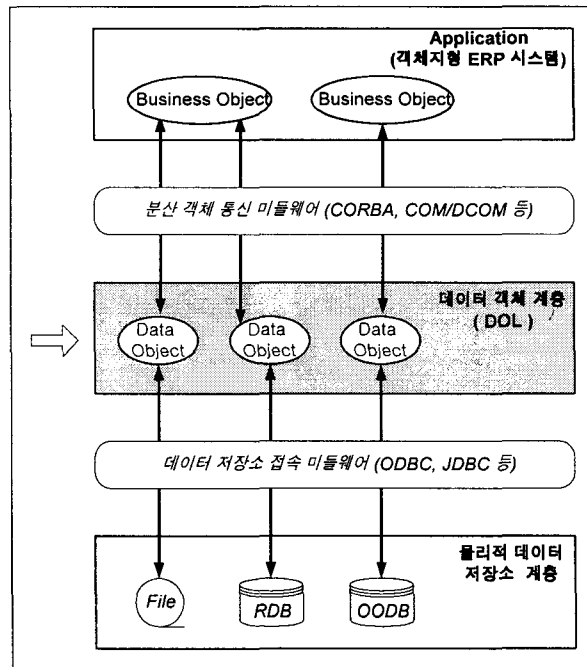 Application
(객체지형 ERP 시스템)
Business Object
Business Object
분산 객체 통신 미들웨어 (CORBA, COM/DCOM 등)
데이터 객체 계층
( DOL )
Data
Object
Data
Object
Data
Object
데이터 저장소 접속 미들웨어 (ODBC, JDBC 등)
물리적 데이터
저장소 계층
File
RDB
OODB